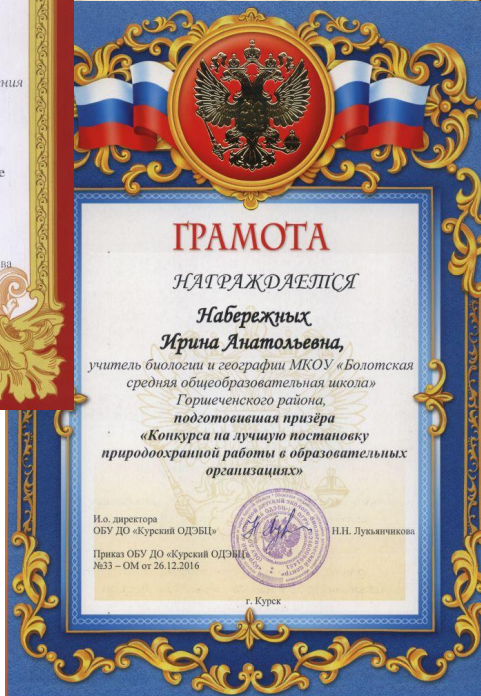 ения
е
ва
ГРАМОТА
НАГРАЖДАЕТСЯ
Набережных
Ирина Анатольевна,
учитель биологии и географии МКОУ «Болотская
средняя общеобразовательная школа»
Горшеченского района,
подготовившая призёра
«Конкурса на лучшую постановку
природоохранной работы в образовательных
организациях»
И.о. директора
ОБУ ДО «Курский ОДЭБЦ» Н.Н. Лукьянчикова
Приказ ОБУ ДО «Курский ОДЭБЦ»
№33 – ОМ от 26.12.2016
г. Курск